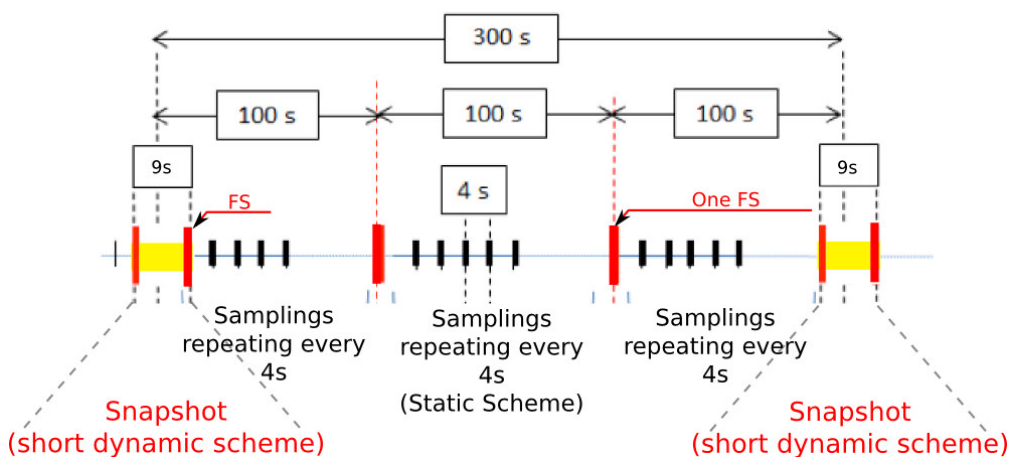 300 s
100 s
100 s
100 s
9s
4 s
9s
FS
One FS
Samplings
repeating every
4s
Samplings
repeating every
4s
(Static Scheme)
Samplings
repeating every
4s
Snapshot
(short dynamic scheme)
Snapshot
(short dynamic scheme)